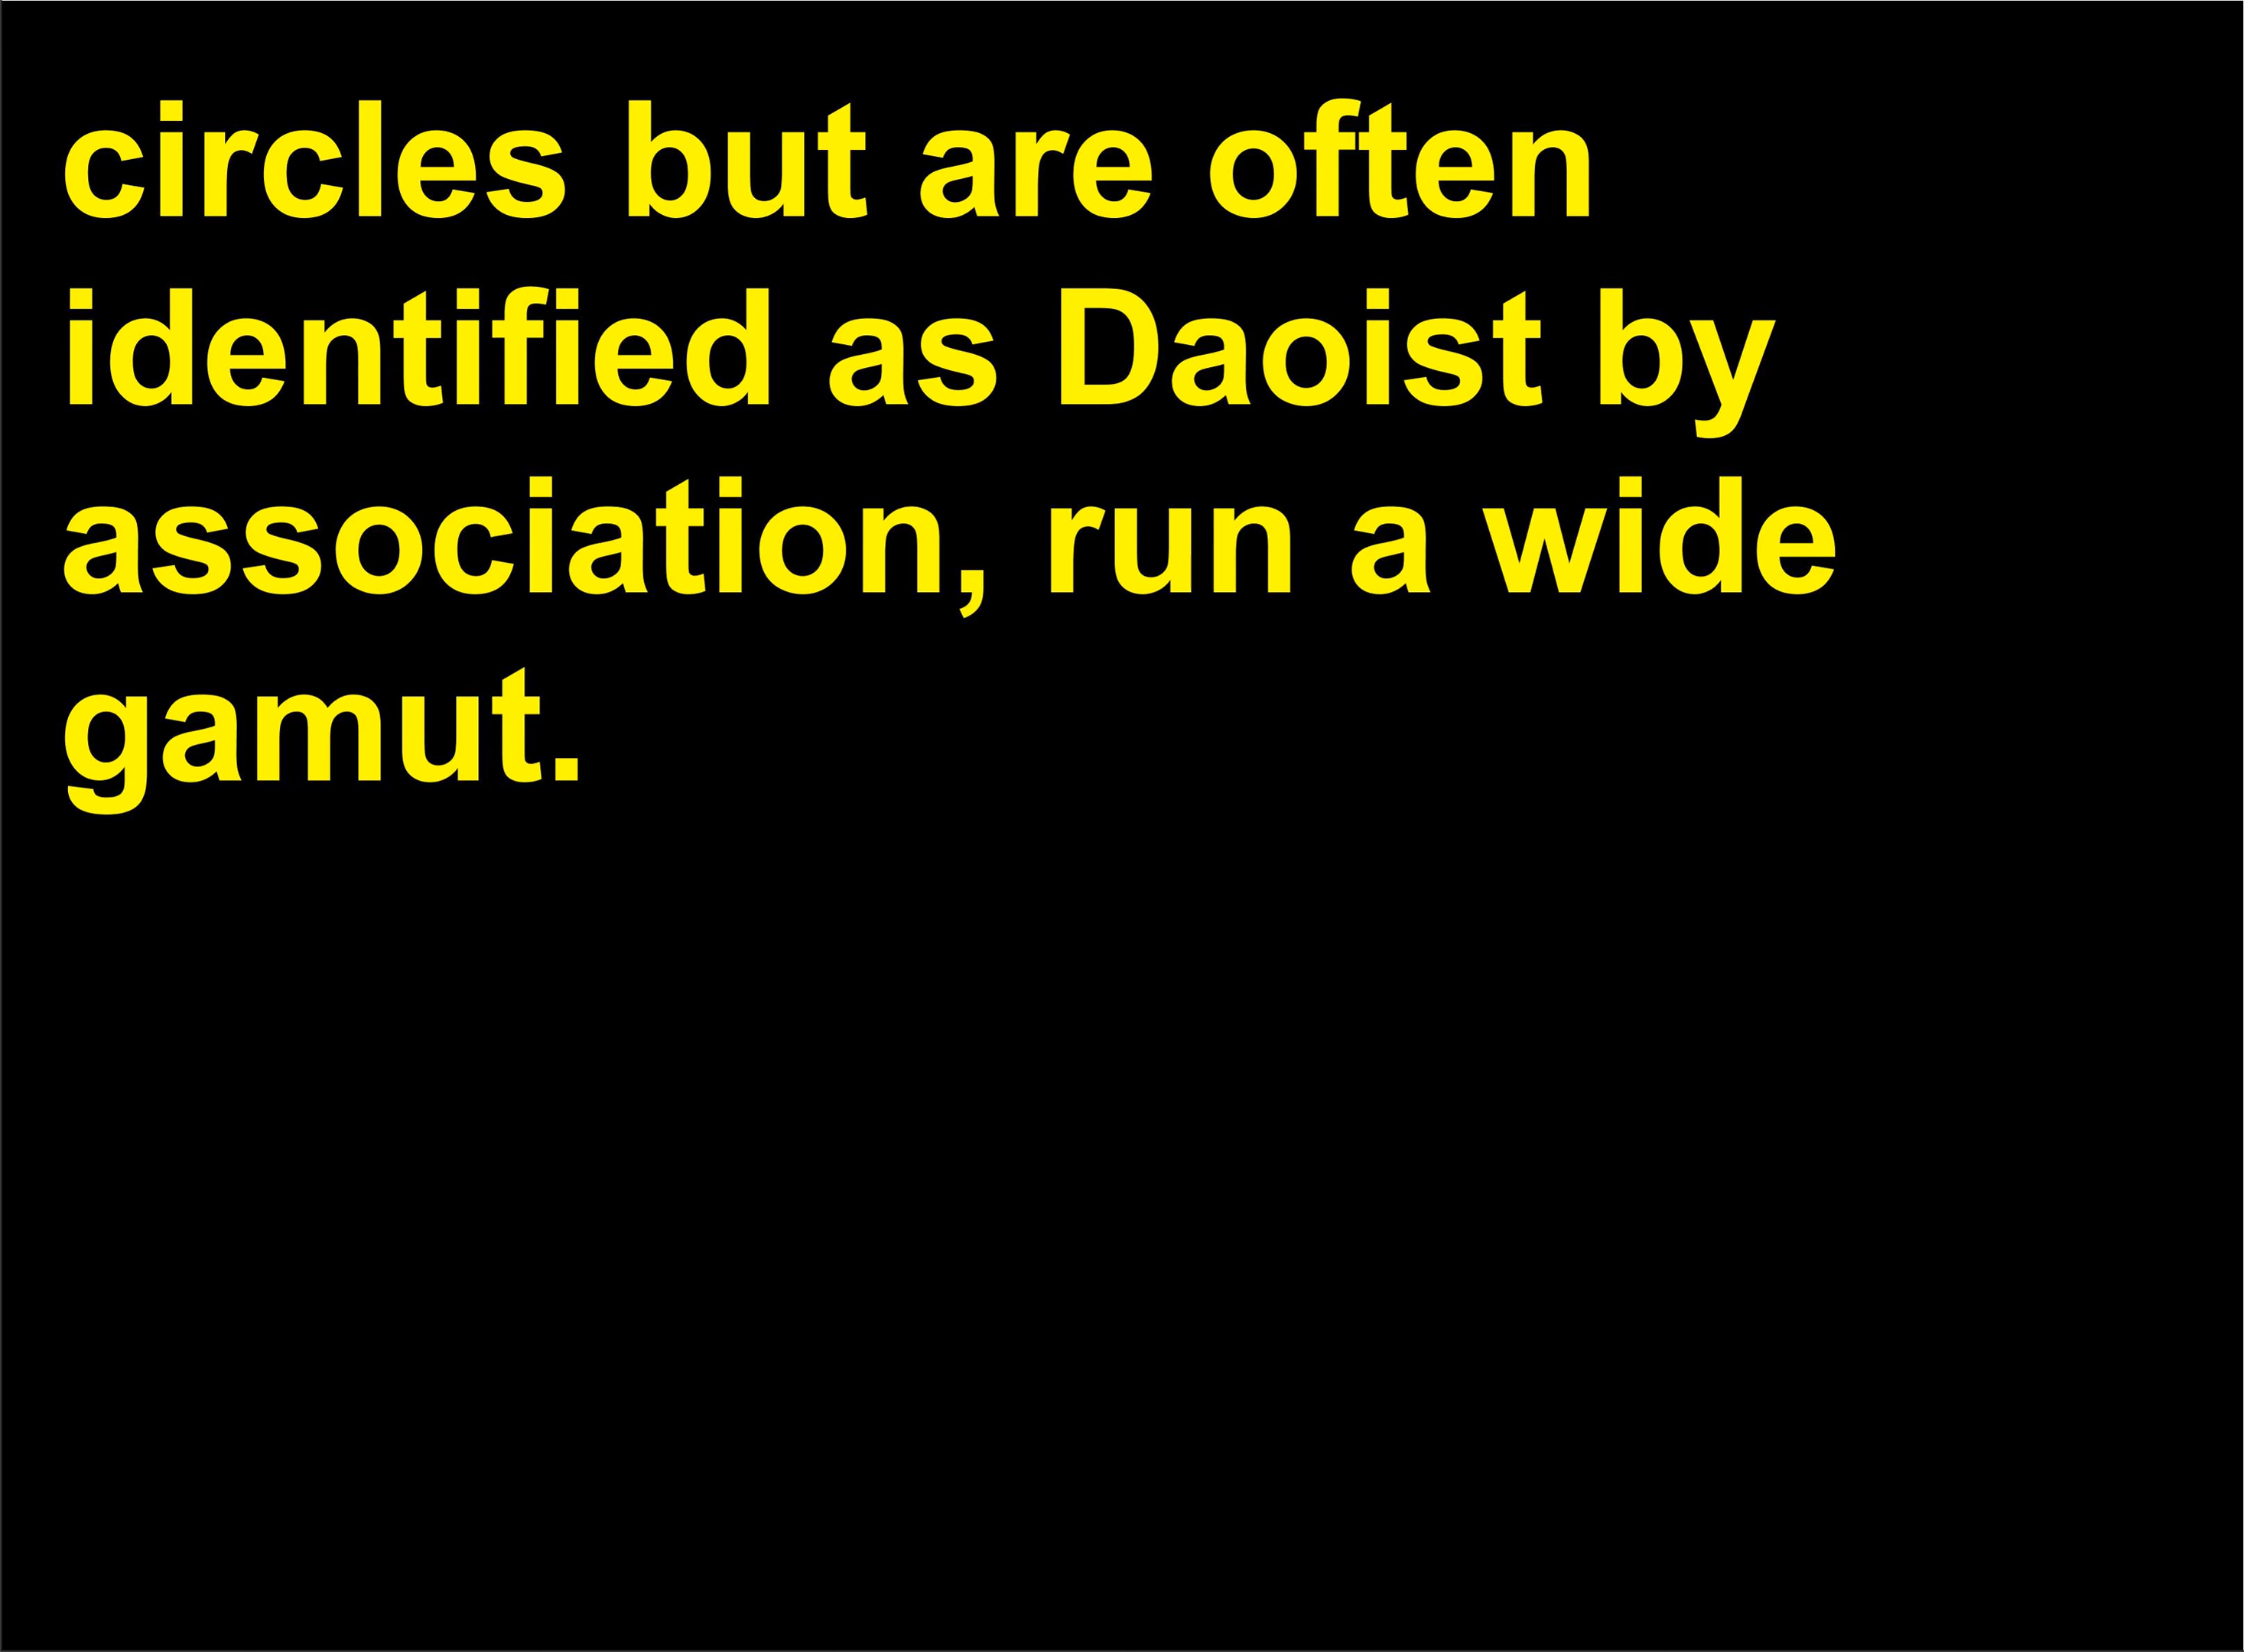 circles but are often
identified as Daoist by
association, run a wide
gamut.